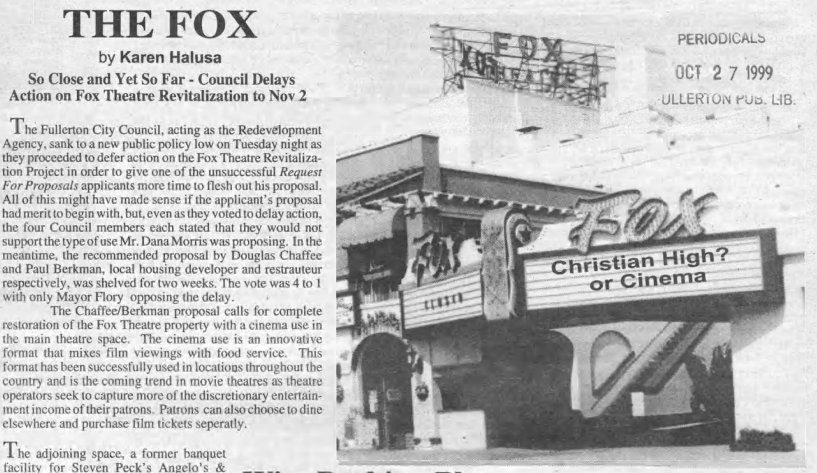 THE FOX
by Karen Halusa
So Close and Yet So Far - Council Delays
Action on Fox Theatre Revitalization to Nov 2
The Fullerton City Council, acting as the Redevelopment
Agency, sank to a new public policy low on Tuesday night as
they proceeded to defer action on the Fox Theatre Revitaliza-
tion Project in order to give one of the unsuccessful Request
For Proposals applicants more time to flesh out his proposal.
All of this might have made sense if the applicant's proposal
had merit to begin with, but, even as they voted to delay action,
the four Council members each stated that they would not
support the type of use Mr. Dana Morris was proposing. In the
meantime, the recommended proposal by Douglas Chaffee
and Paul Berkman, local housing developer and restrauteur
respectively, was shelved for two weeks. The vote was 4 to 1
with only Mayor Flory opposing the delay.
The Chaffee/Berkman proposal calls for complete
restoration of the Fox Theatre property with a cinema use in
the main theatre space. The cinema use is an innovative
format that mixes film viewings with food service. This
format has been successfully used in locations throughout the
country and is the coming trend in movie theatres as theatre
operators seek to capture more of the discretionary entertain-
ment income of their patrons. Patrons can also choose to dine
elsewhere and purchase film tickets seperatly.
The adjoining space, a former banquet
facility for Steven Peck's Angelo's &
FOX
PERIODICALS
OCT 27 1999
ULLERTON PUB. LIB.
Fox
Christian High?
or Cinema
CLOSED